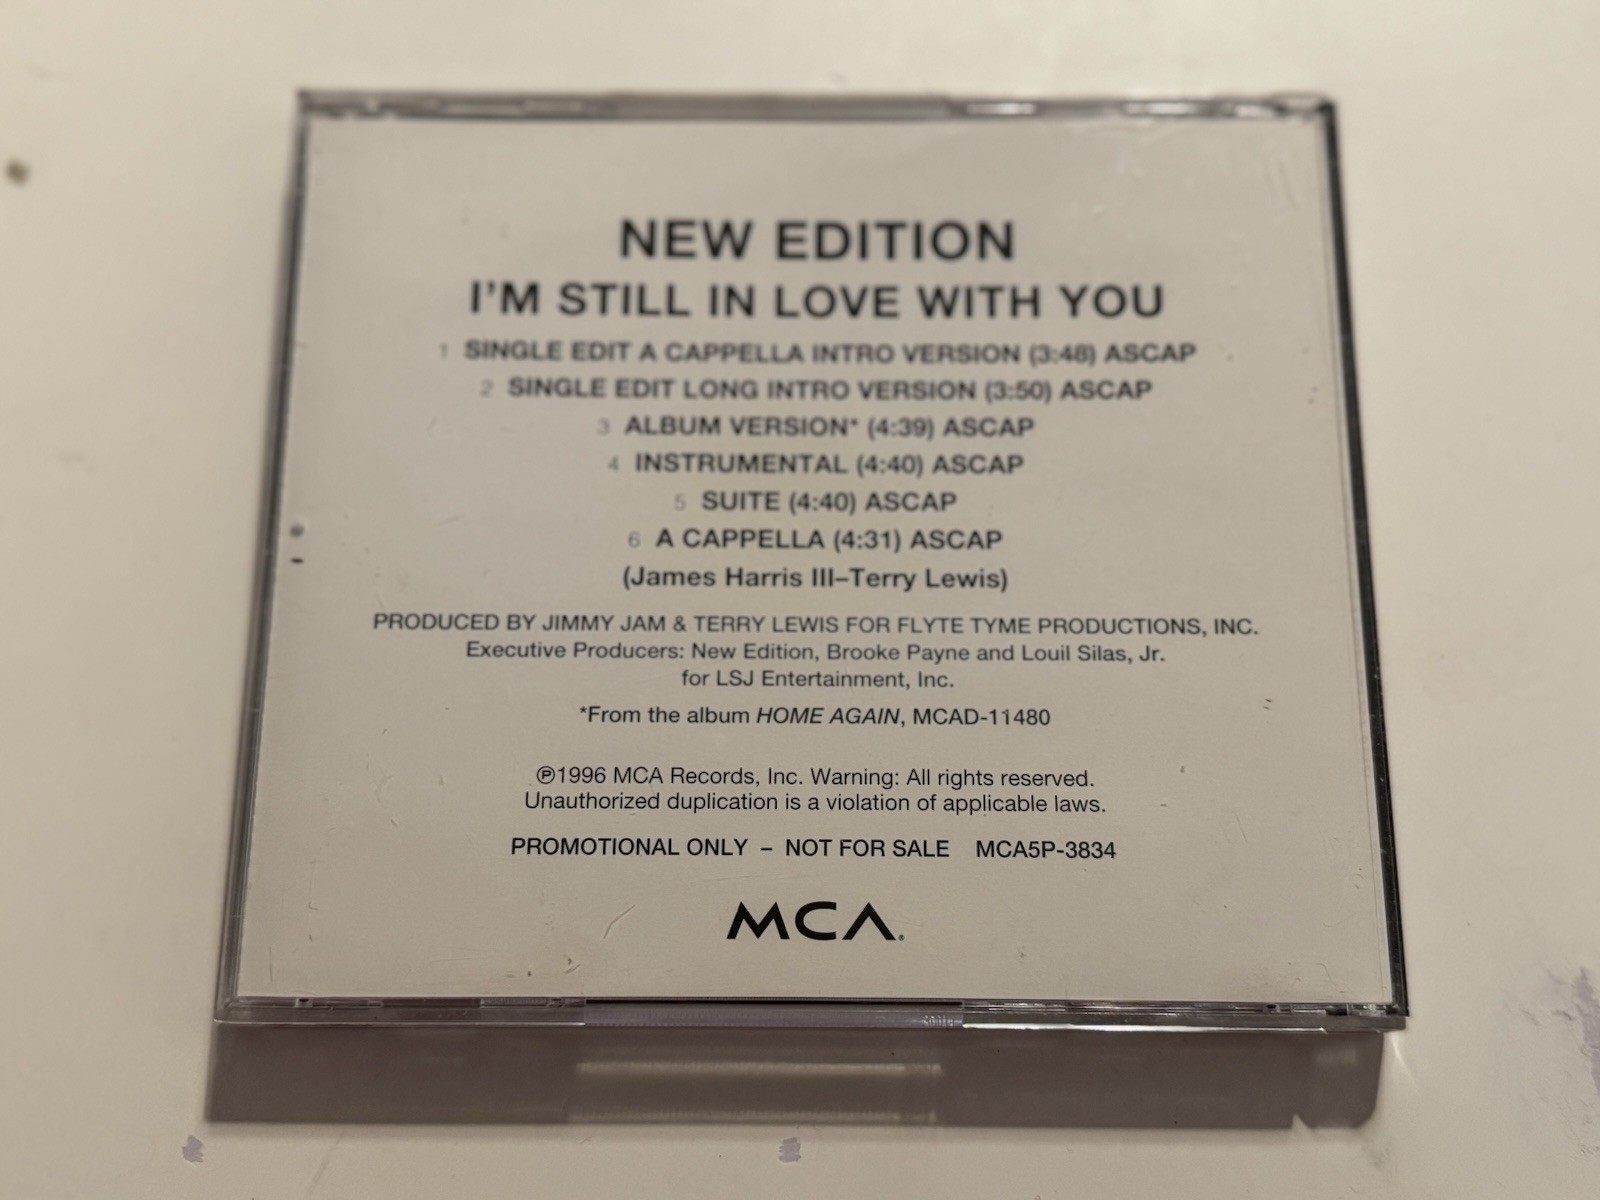 NEW EDITION
I'M STILL IN LOVE WITH YOU
1 SINGLE EDIT A CAPPELLA INTRO VERSION (3:48) ASCAP
2 SINGLE EDIT LONG INTRO VERSION (3:50) ASCAP
3 ALBUM VERSION* (4:39) ASCAP
4 INSTRUMENTAL (4:40) ASCAP
5 SUITE (4:40) ASCAP
6 A CAPPELLA (4:31) ASCAP
(James Harris III–Terry Lewis)
PRODUCED BY JIMMY JAM & TERRY LEWIS FOR FLYTE TYME PRODUCTIONS, INC.
Executive Producers: New Edition, Brooke Payne and Louil Silas, Jr.
for LSJ Entertainment, Inc.
*From the album HOME AGAIN, MCAD-11480
℗1996 MCA Records, Inc. Warning: All rights reserved.
Unauthorized duplication is a violation of applicable laws.
PROMOTIONAL ONLY – NOT FOR SALE MCA5P-3834
MCA.